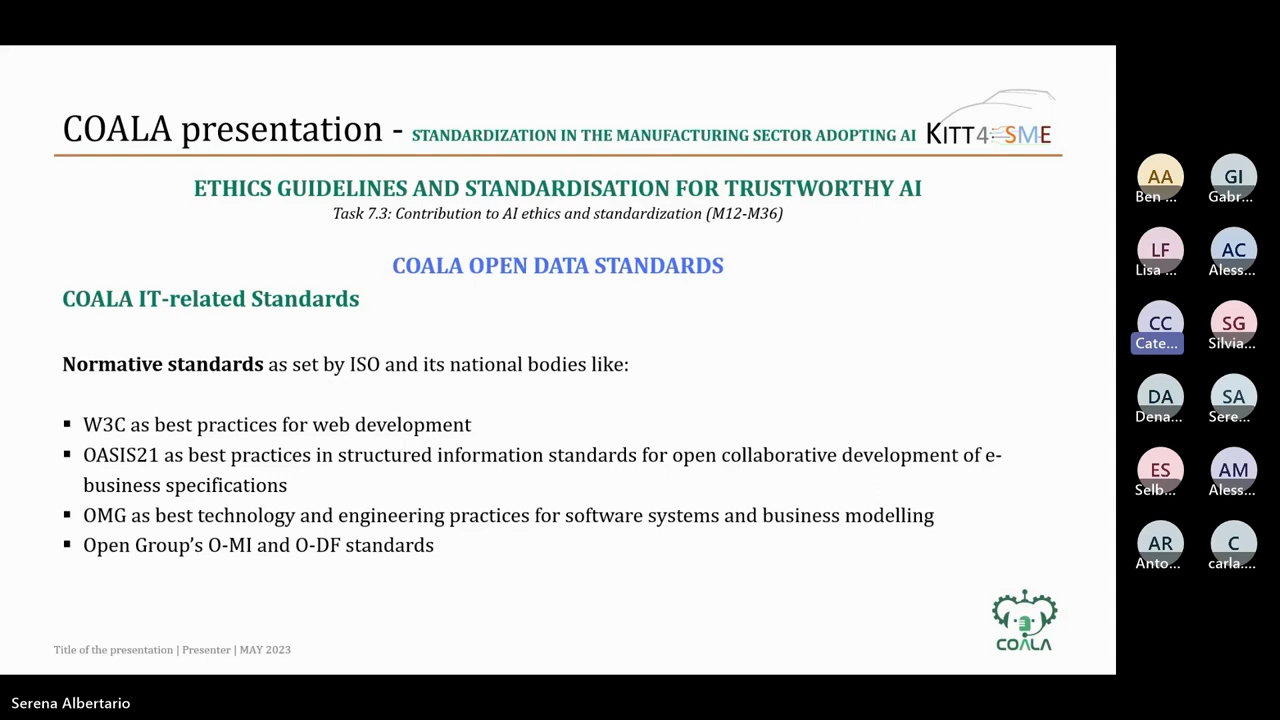 COALA presentation - STANDARDIZATION IN THE MANUFACTURING SECTOR ADOPTING AI KITT4SME
ETHICS GUIDELINES AND STANDARDISATION FOR TRUSTWORTHY AI
Task 7.3: Contribution to AI ethics and standardization (M12-M36)
COALA OPEN DATA STANDARDS
COALA IT-related Standards
Normative standards as set by ISO and its national bodies like:
▪ W3C as best practices for web development
▪ OASIS21 as best practices in structured information standards for open collaborative development of e-
business specifications
▪ OMG as best technology and engineering practices for software systems and business modelling
▪ Open Group’s O-MI and O-DF standards
COALA
Title of the presentation | Presenter | MAY 2023
Serena Albertario
AA GI
Ben ... Gabr...
LF AC
Lisa ... Aless...
CC SG
Cate... Silvia...
DA SA
Dena... Sere...
ES AM
Selb... Aless...
AR C
Anto... carla....